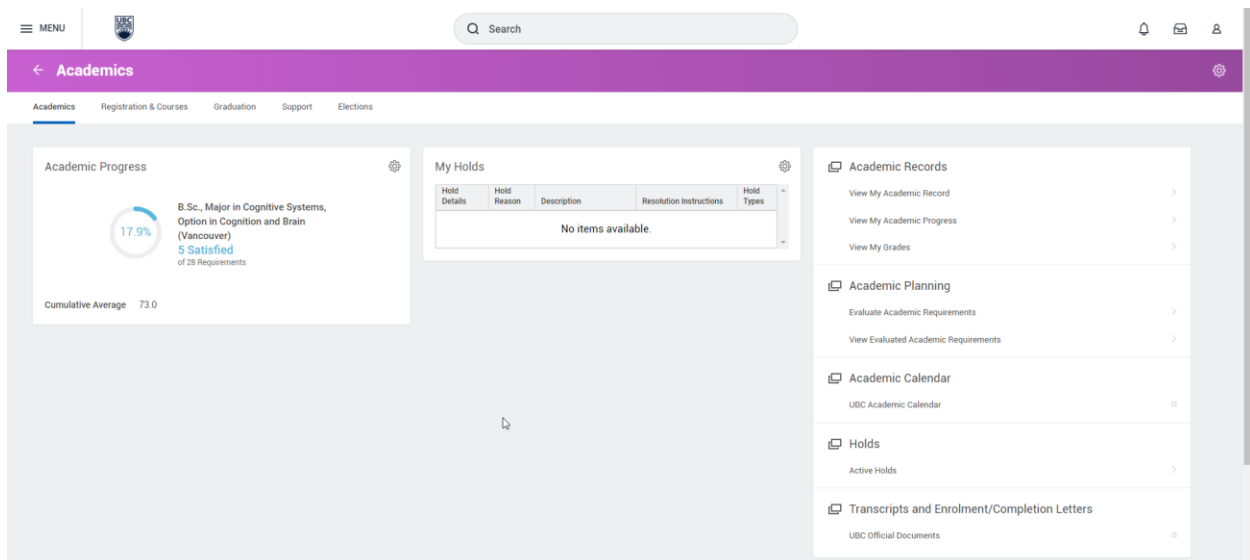 MENU
UBC
Search
Academics
Academics
Registration & Courses
Graduation
Support
Elections
Academic Progress
17.9%
B.Sc., Major in Cognitive Systems,
Option in Cognition and Brain
(Vancouver)
5 Satisfied
of 28 Requirements
Cumulative Average 73.0
My Holds
Hold Details
Hold Reason
Description
Resolution Instructions
Hold Types
No items available.
Academic Records
View My Academic Record
View My Academic Progress
View My Grades
Academic Planning
Evaluate Academic Requirements
View Evaluated Academic Requirements
Academic Calendar
UBC Academic Calendar
Holds
Active Holds
Transcripts and Enrolment/Completion Letters
UBC Official Documents